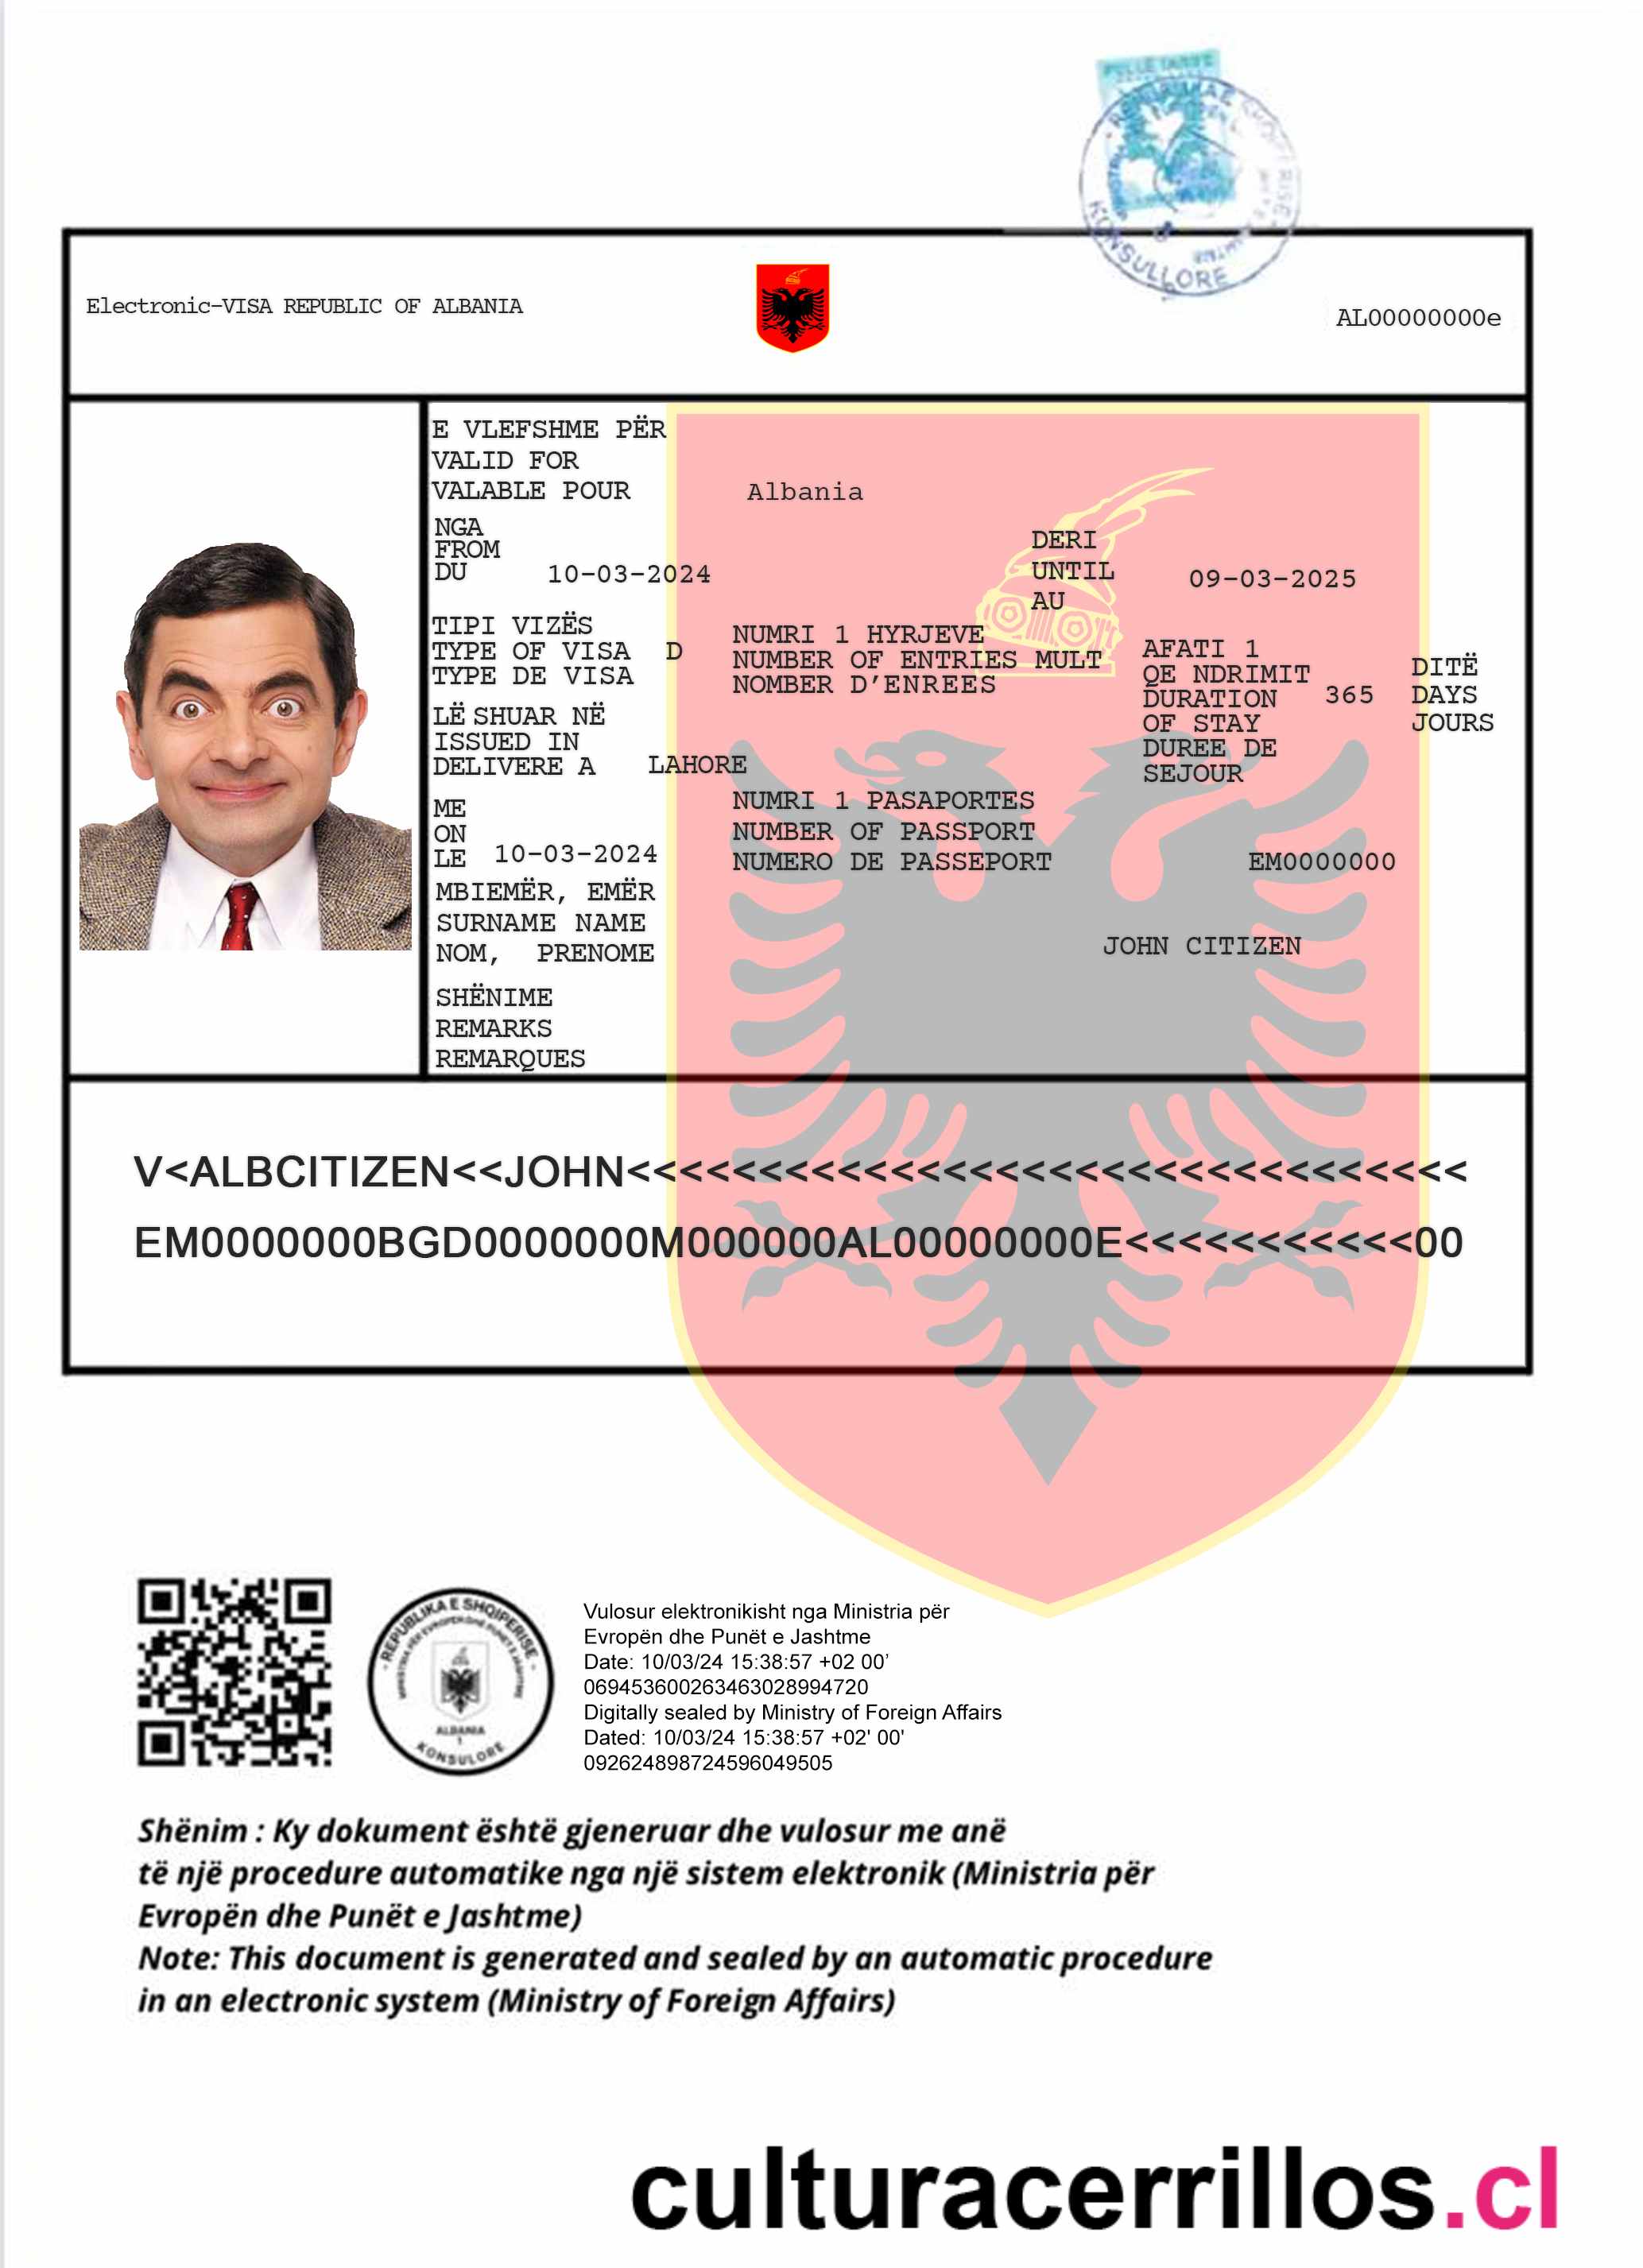 KONSULLORE
Electronic-VISA REPUBLIC OF ALBANIA
AL00000000e
E VLEFSHME PËR
VALID FOR
VALABLE POUR
Albania
NGA
FROM
DU 10-03-2024
DERI
UNTIL
AU
09-03-2025
TIPI VIZËS
TYPE OF VISA D
TYPE DE VISA
NUMRI 1 HYRJEVE
NUMBER OF ENTRIES MULT
NOMBER D'ENREES
AFATI 1
QE NDRIMIT
DURATION
OF STAY
DUREE DE
SEJOUR
365
DITË
DAYS
JOURS
LË SHUAR NË
ISSUED IN
DELIVERE A LAHORE
ME
ON
LE 10-03-2024
NUMRI 1 PASAPORTES
NUMBER OF PASSPORT
NUMERO DE PASSEPORT EM0000000
MBIEMËR, EMËR
SURNAME NAME
NOM, PRENOME
JOHN CITIZEN
SHËNIME
REMARKS
REMARQUES
V<ALBCITIZEN<<JOHN<<<<<<<<<<<<<<<<<<<<<<<<<<<<<<<<
EM0000000BGD0000000M000000AL00000000E<<<<<<<<<<<00
- REPUBLIKA E SHQIPERISE -
MINISTRIA PËR EVROPEN DHE PUNËT E JASHTME
ALBANIA
1
KONSULORE
Vulosur elektronikisht nga Ministria për
Evropën dhe Punët e Jashtme
Date: 10/03/24 15:38:57 +02 00’
069453600263463028994720
Digitally sealed by Ministry of Foreign Affairs
Dated: 10/03/24 15:38:57 +02' 00'
092624898724596049505
Shënim : Ky dokument është gjeneruar dhe vulosur me anë
të një procedure automatike nga një sistem elektronik (Ministria për
Evropën dhe Punët e Jashtme)
Note: This document is generated and sealed by an automatic procedure
in an electronic system (Ministry of Foreign Affairs)
culturacerrillos.cl